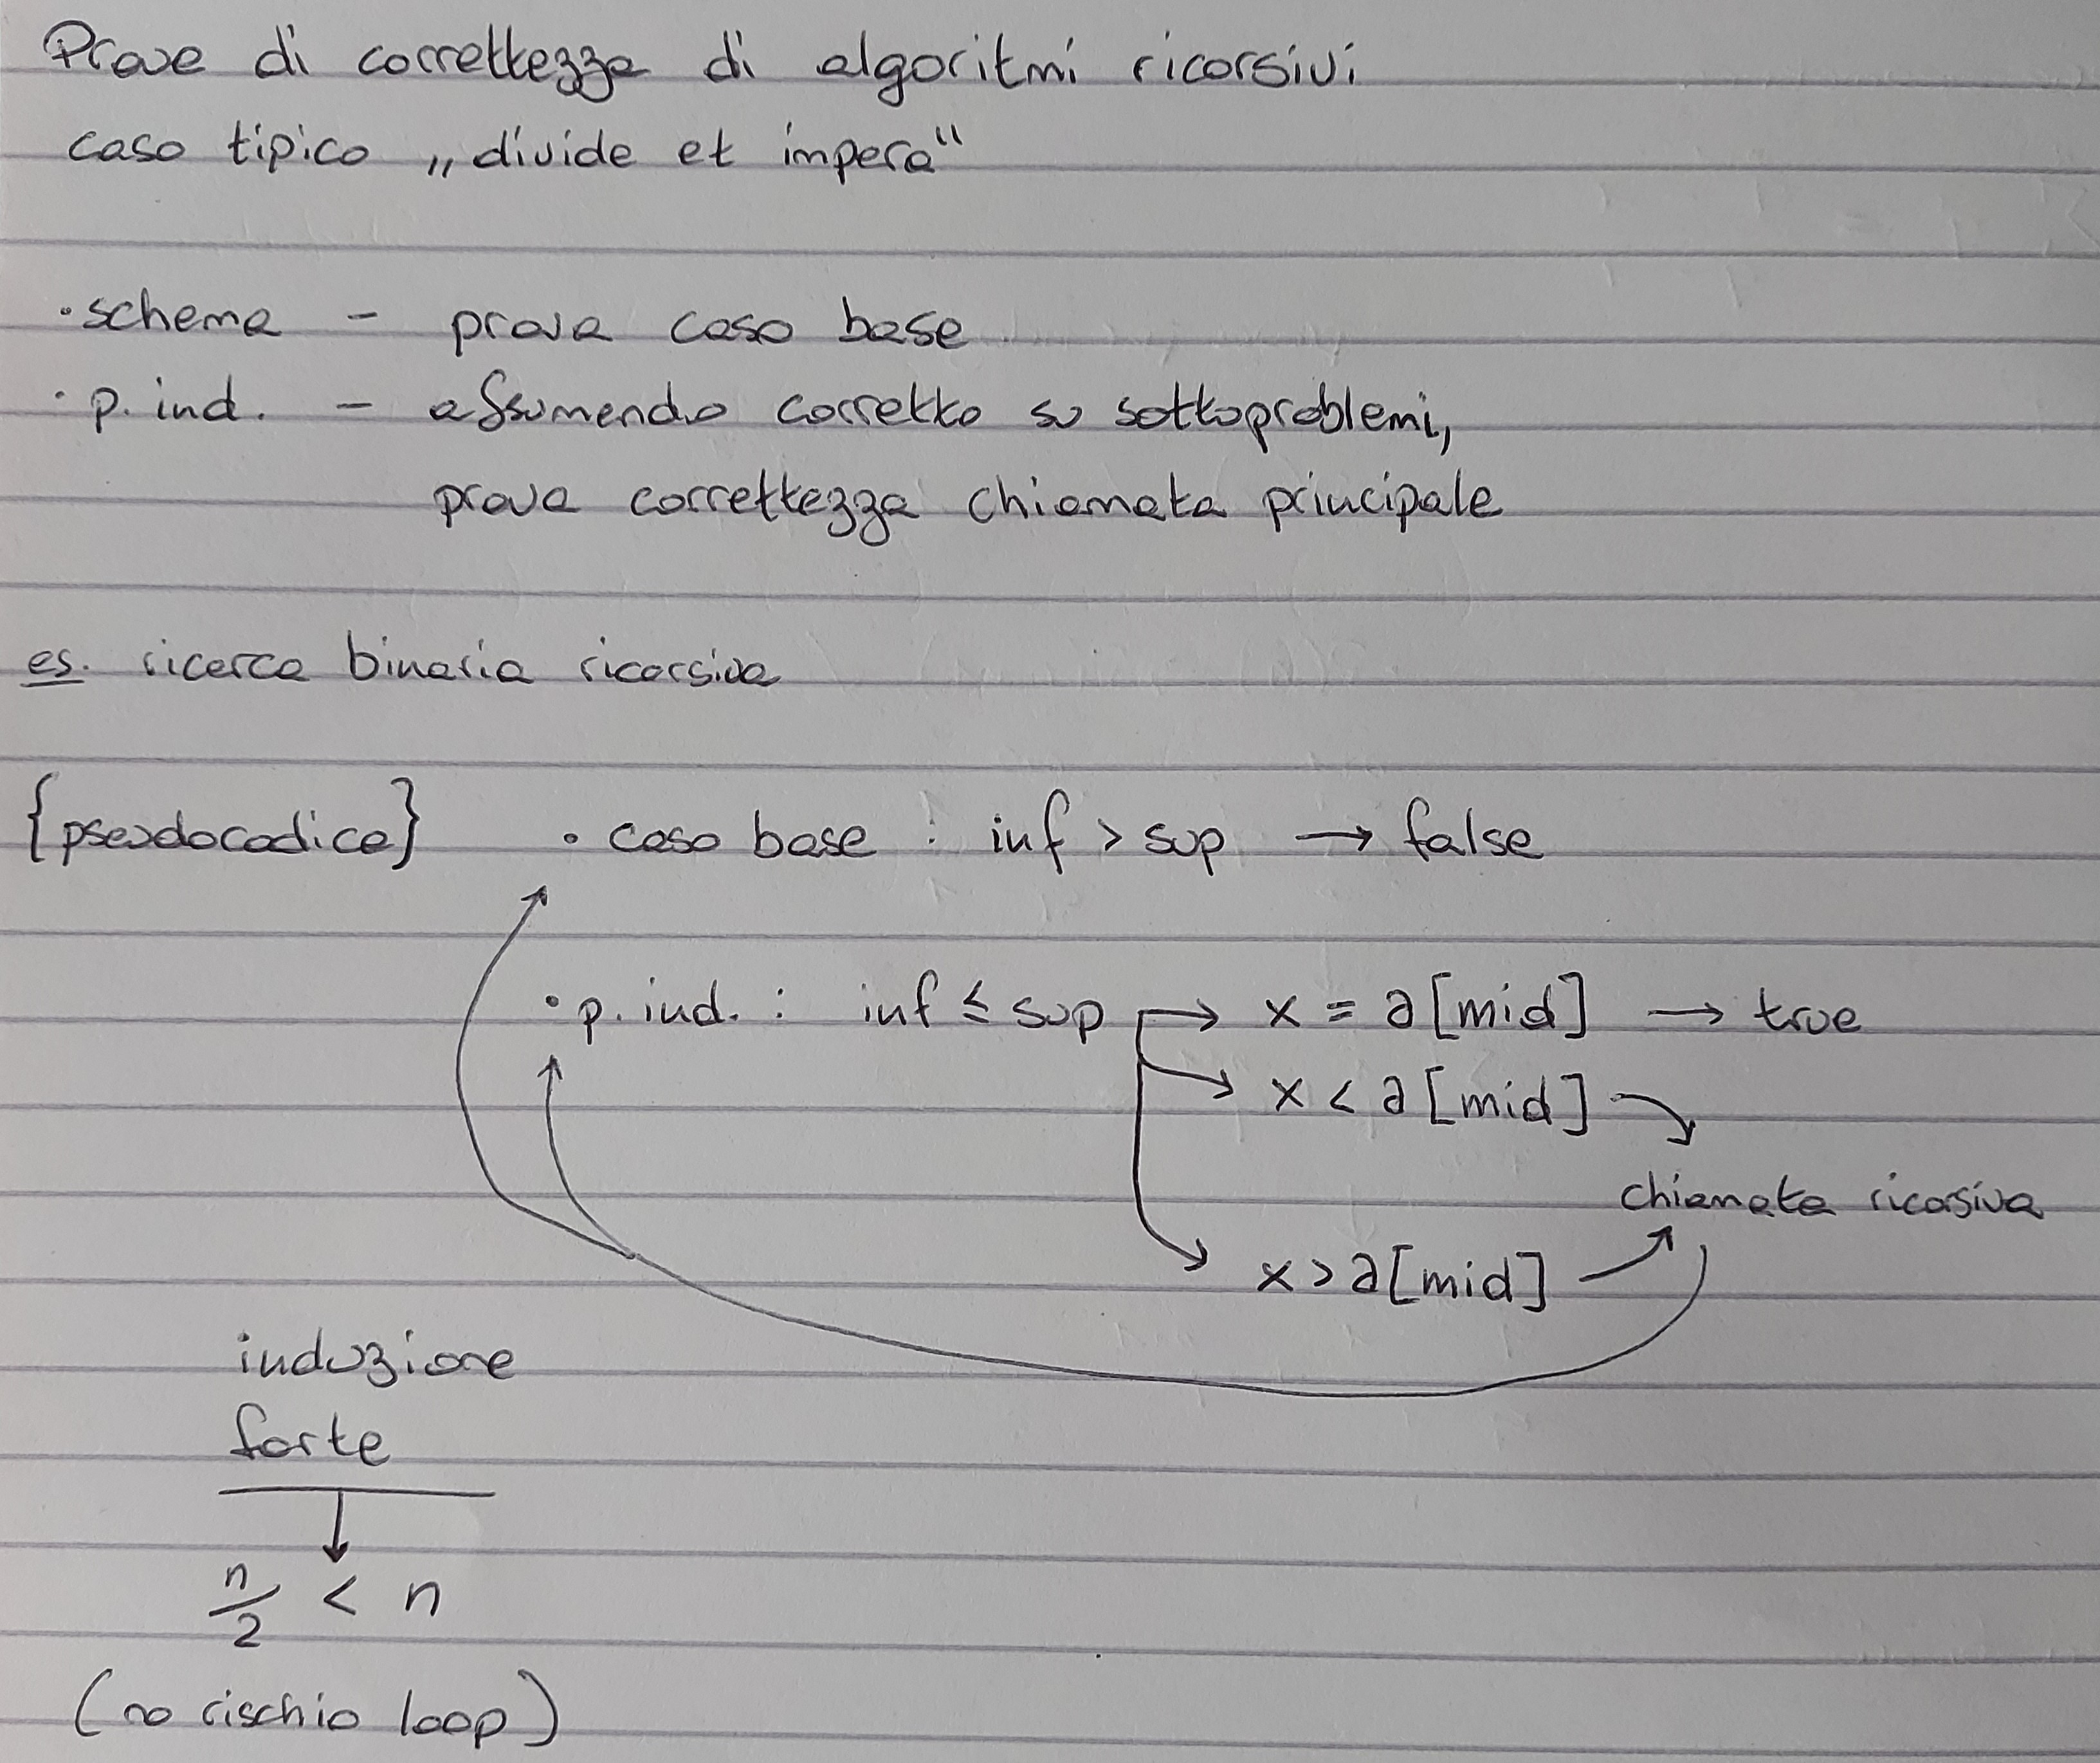 Prove di correttezza di algoritmi ricorsivi
caso tipico „divide et impera“
• schema - prova caso base
• p. ind. - assumendo corretto su sottoproblemi,
prova correttezza chiamata principale
es. ricerca binaria ricorsiva
{pseudocodice} • caso base : inf > sup → false
• p. ind. : inf ≤ sup → x = a[mid] → true
→ x < a[mid]
chiamata ricorsiva
→ x > a[mid]
induzione
forte
n/2 < n
(no rischio loop)